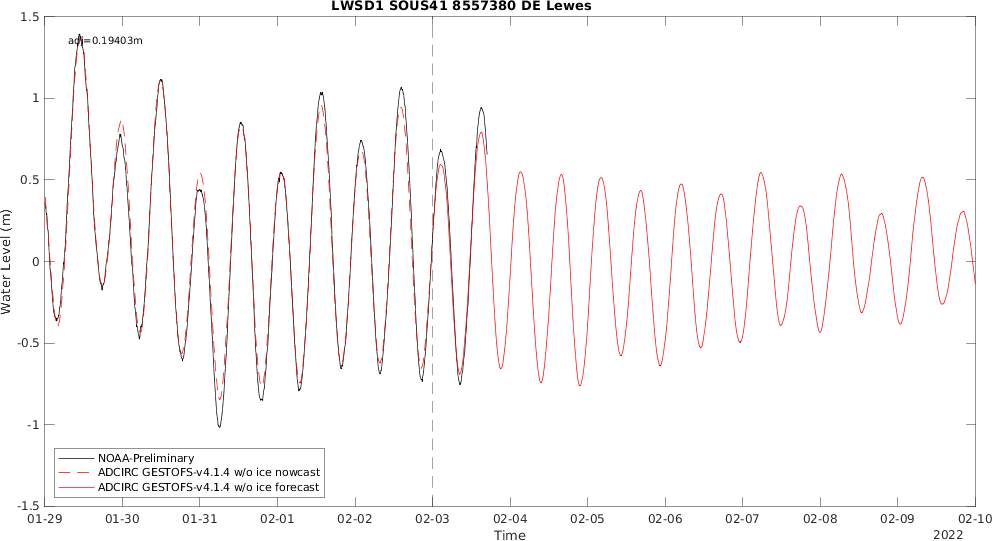 LWSD1 SOUS41 8557380 DE Lewes
adj=0.19403m
1.5
1
0.5
0
-0.5
-1
-1.5
Water Level (m)
NOAA-Preliminary
ADCIRC GESTOFS-v4.1.4 w/o ice nowcast
ADCIRC GESTOFS-v4.1.4 w/o ice forecast
01-29 01-30 01-31 02-01 02-02 02-03 02-04 02-05 02-06 02-07 02-08 02-09 02-10
Time
2022